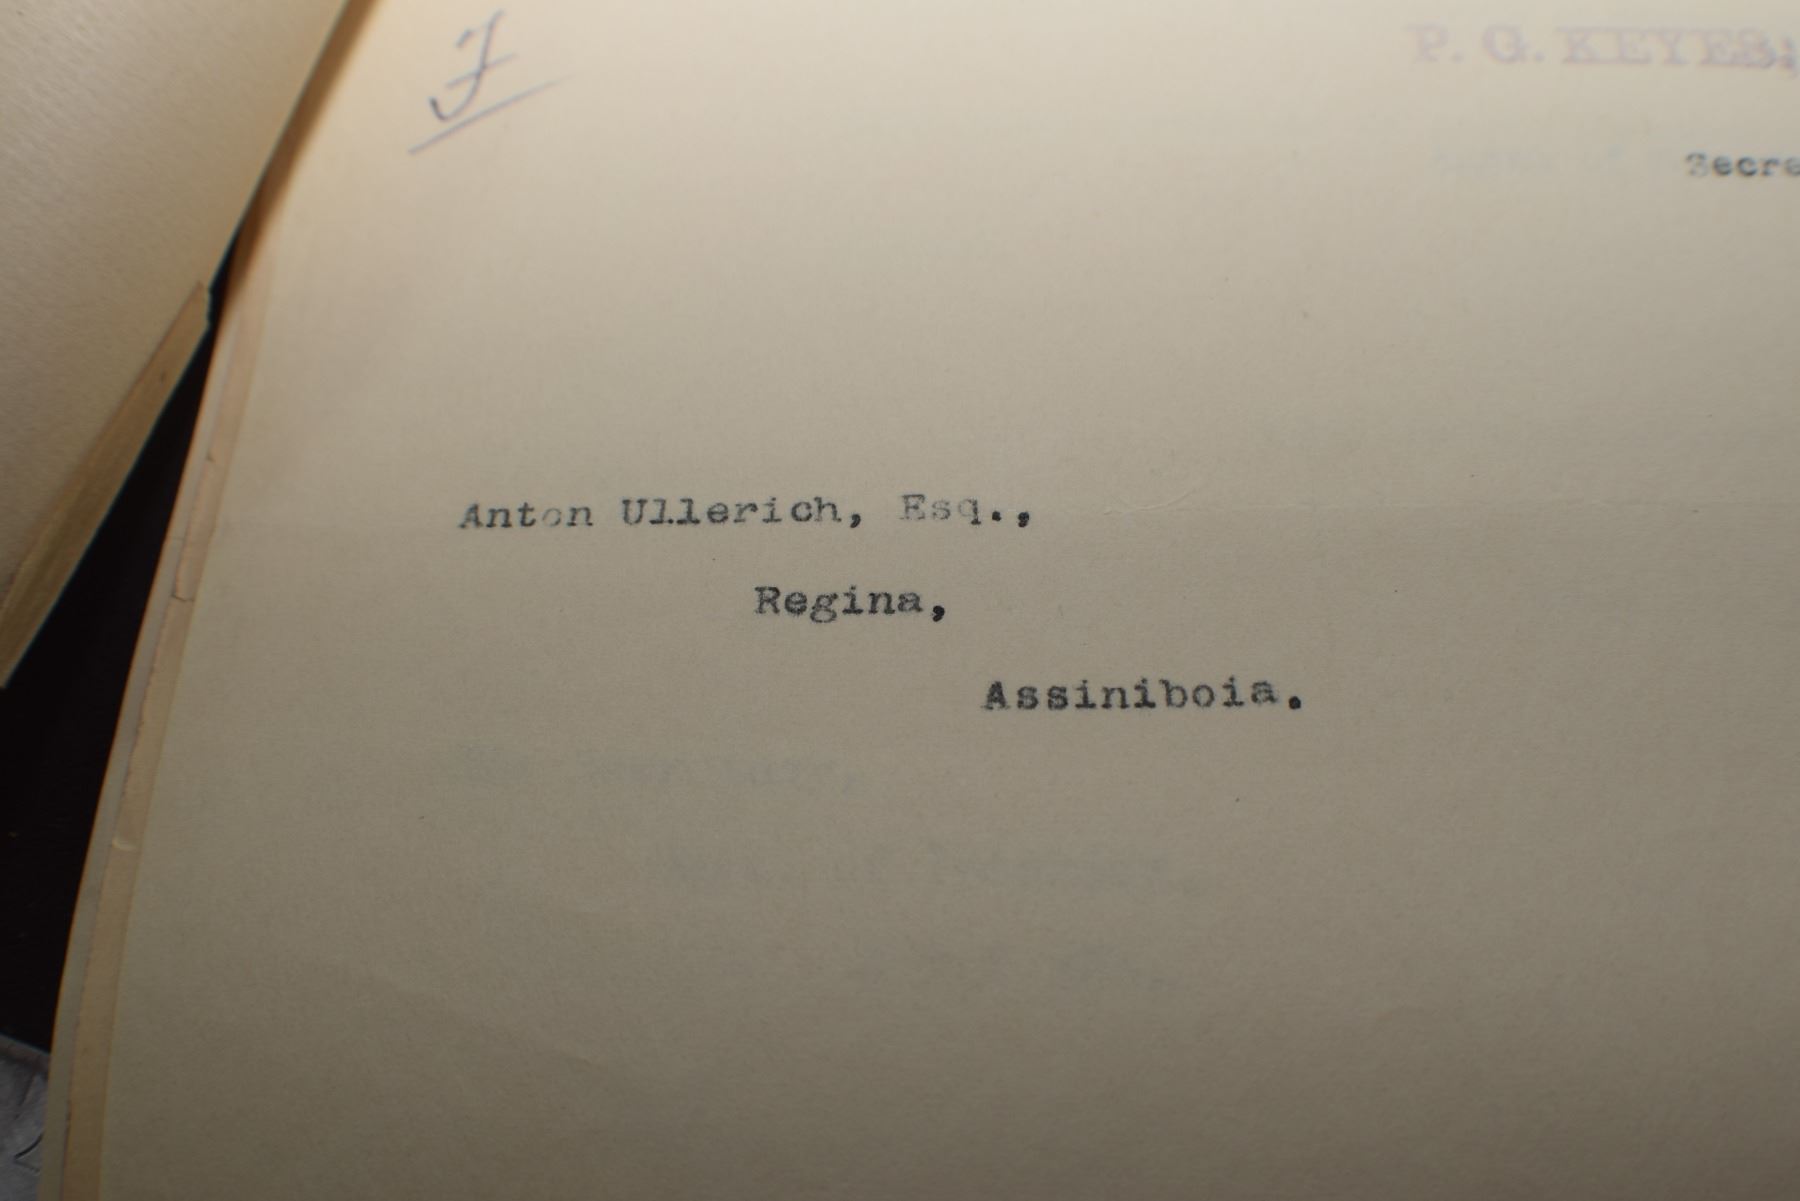 F
P. G. KEYES,
Secre
Anton Ullerich, Esq.,
Regina,
Assiniboia.